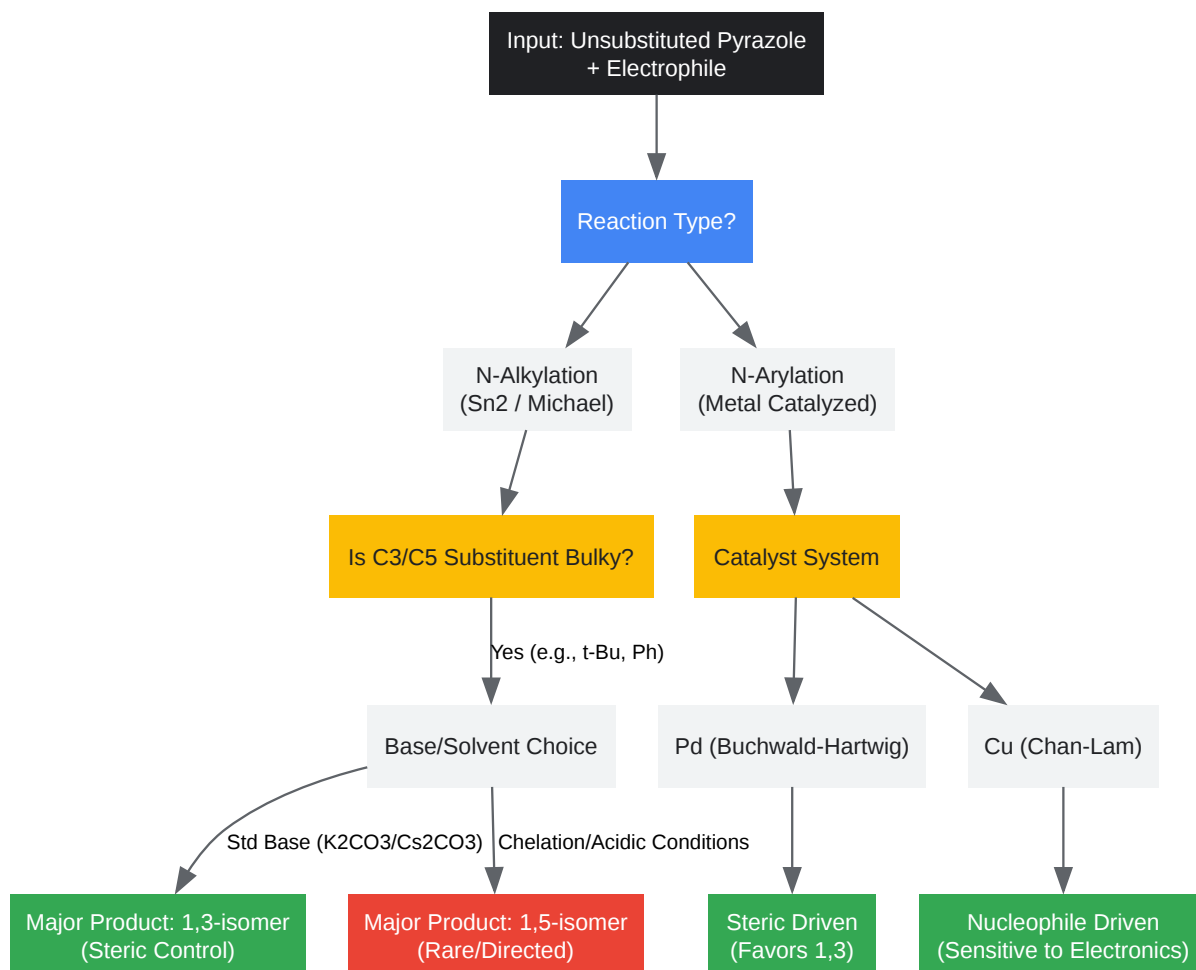 Input: Unsubstituted Pyrazole
+ Electrophile
Reaction Type?
N-Alkylation
(Sn2 / Michael)
N-Arylation
(Metal Catalyzed)
Is C3/C5 Substituent Bulky?
Catalyst System
Yes (e.g., t-Bu, Ph)
Base/Solvent Choice
Pd (Buchwald-Hartwig)
Cu (Chan-Lam)
Std Base (K2CO3/Cs2CO3)
Chelation/Acidic Conditions
Major Product: 1,3-isomer
(Steric Control)
Major Product: 1,5-isomer
(Rare/Directed)
Steric Driven
(Favors 1,3)
Nucleophile Driven
(Sensitive to Electronics)